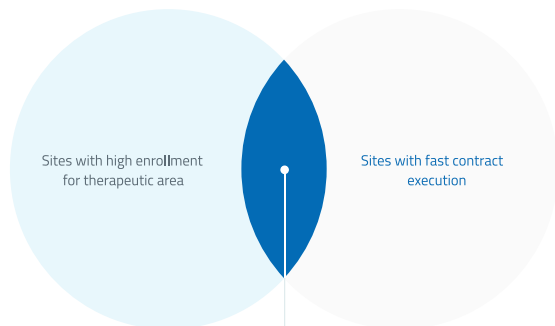 Sites with high enrollment
for therapeutic area
Sites with fast contract
execution